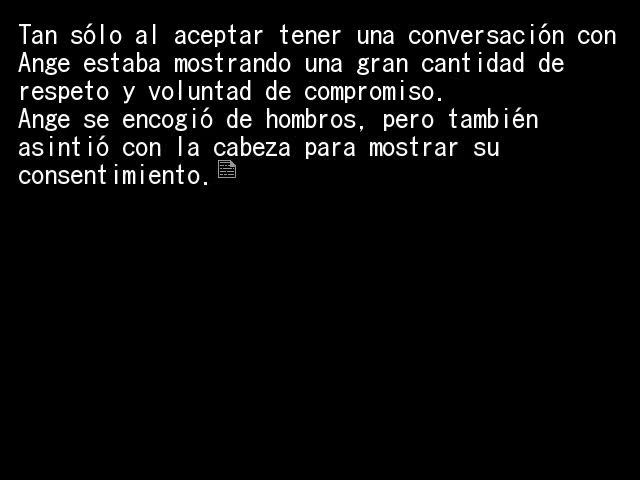 Tan sólo al aceptar tener una conversación con
Ange estaba mostrando una gran cantidad de
respeto y voluntad de compromiso.
Ange se encogió de hombros, pero también
asintió con la cabeza para mostrar su
consentimiento.